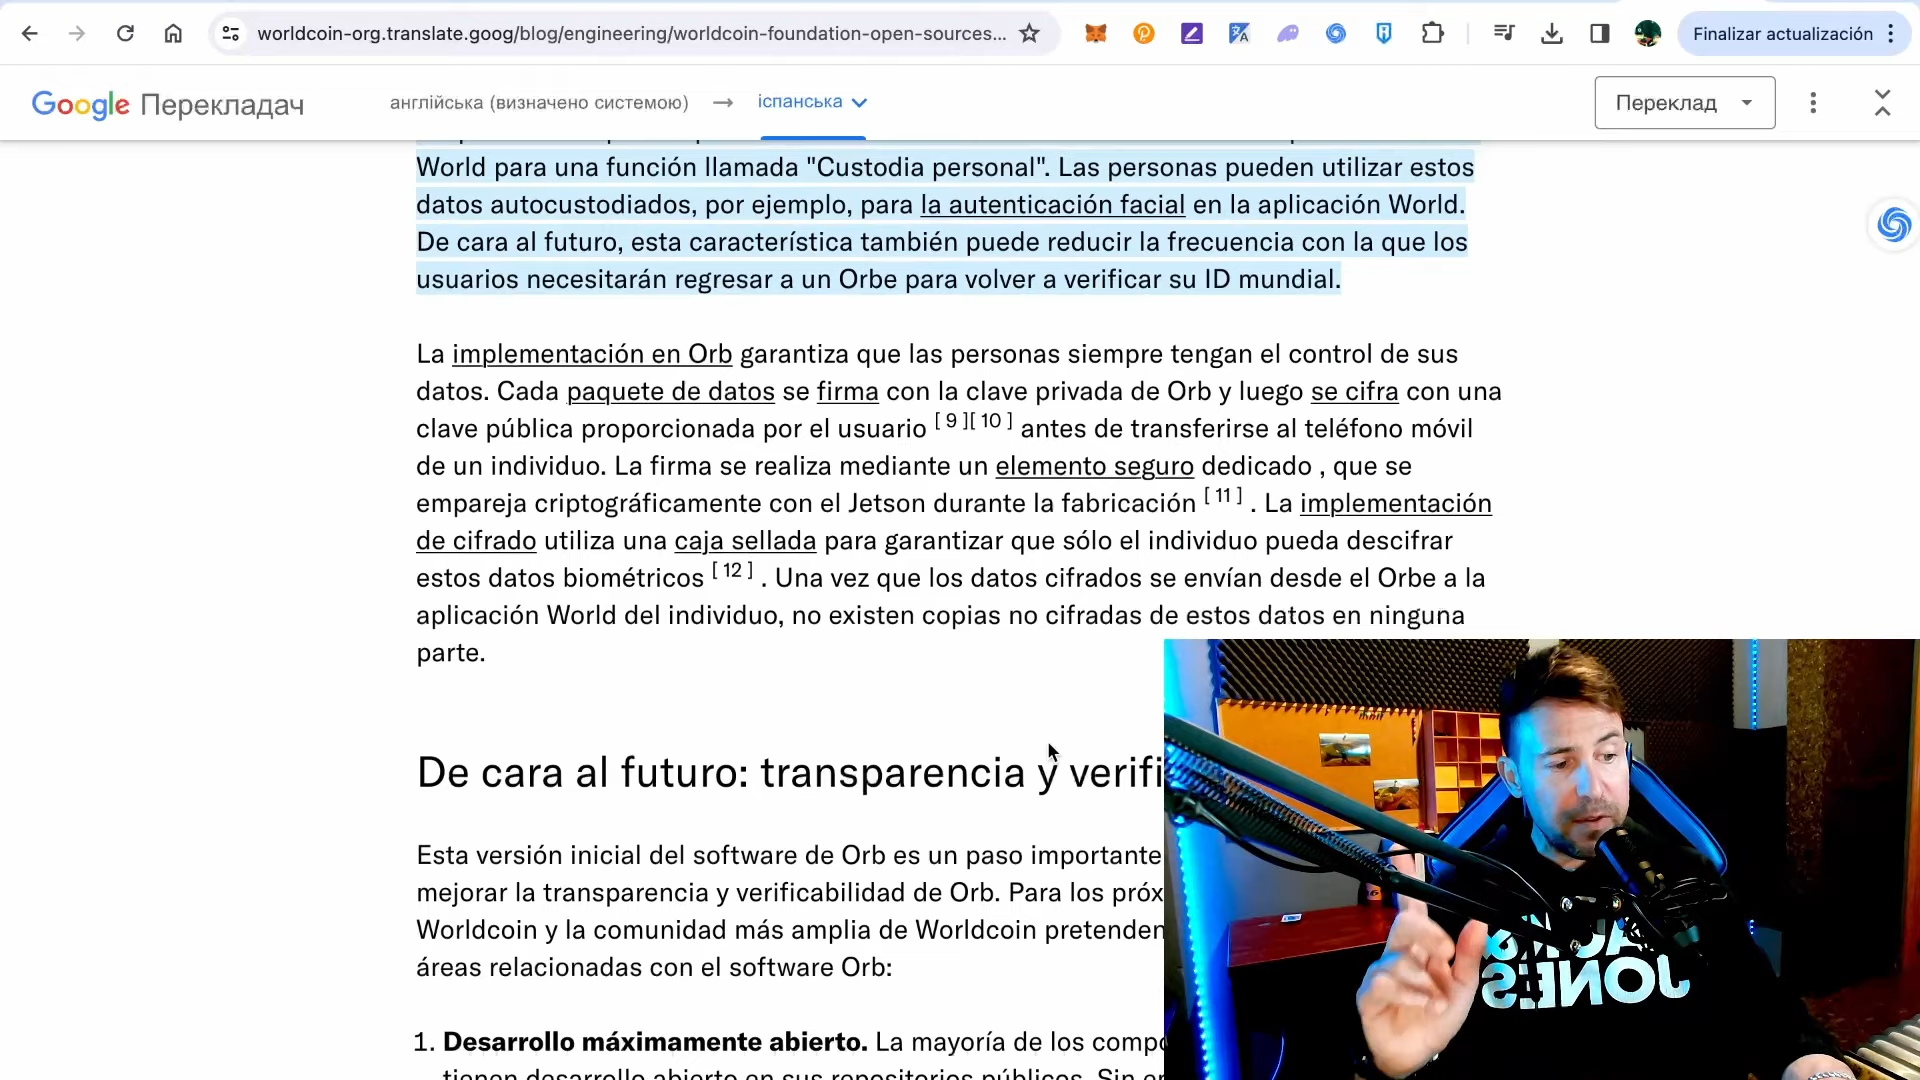 worldcoin-org.translate.goog/blog/engineering/worldcoin-foundation-open-sources...
Finalizar actualización
Google Перекладач
англійська (визначено системою) → іспанська
Переклад
World para una función llamada "Custodia personal". Las personas pueden utilizar estos
datos autocustodiados, por ejemplo, para la autenticación facial en la aplicación World.
De cara al futuro, esta característica también puede reducir la frecuencia con la que los
usuarios necesitarán regresar a un Orbe para volver a verificar su ID mundial.
La implementación en Orb garantiza que las personas siempre tengan el control de sus
datos. Cada paquete de datos se firma con la clave privada de Orb y luego se cifra con una
clave pública proporcionada por el usuario [ 9 ][ 10 ] antes de transferirse al teléfono móvil
de un individuo. La firma se realiza mediante un elemento seguro dedicado , que se
empareja criptográficamente con el Jetson durante la fabricación [ 11 ] . La implementación
de cifrado utiliza una caja sellada para garantizar que sólo el individuo pueda descifrar
estos datos biométricos [ 12 ] . Una vez que los datos cifrados se envían desde el Orbe a la
aplicación World del individuo, no existen copias no cifradas de estos datos en ninguna
parte.
De cara al futuro: transparencia y verifi
Esta versión inicial del software de Orb es un paso importante
mejorar la transparencia y verificabilidad de Orb. Para los próx
Worldcoin y la comunidad más amplia de Worldcoin pretenden
áreas relacionadas con el software Orb:
1. Desarrollo máximamente abierto. La mayoría de los compo
tienen desarrollo abierto en sus repositorios públicos. Sin
JONES